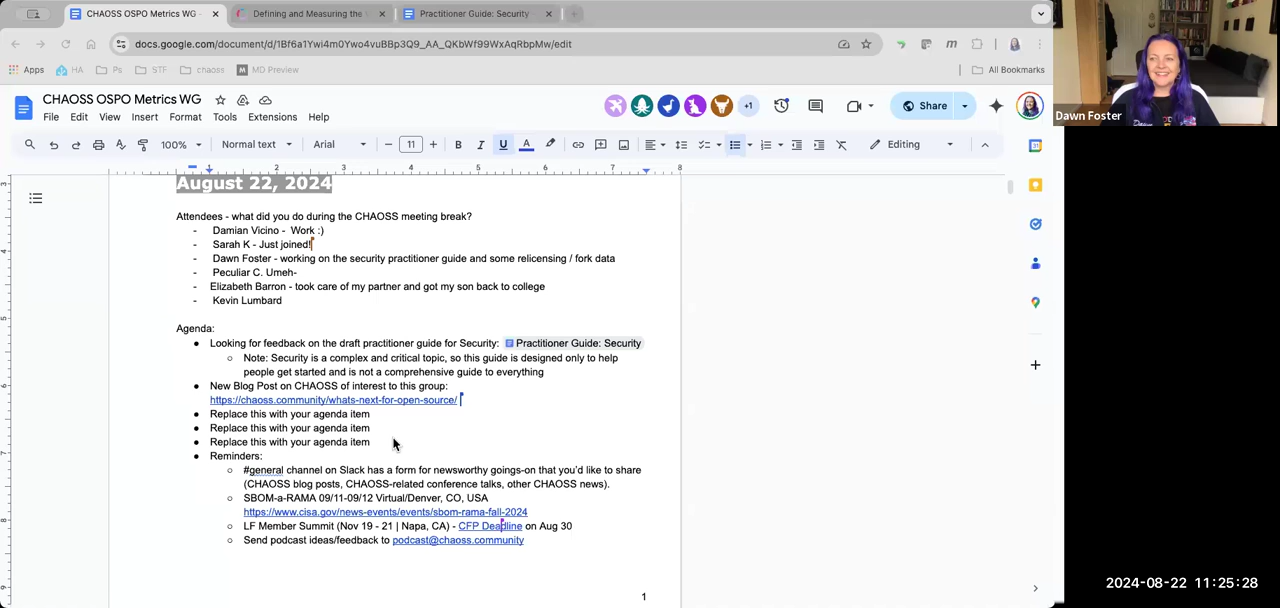 CHAOSS OSPO Metrics WG -
Defining and Measuring the
Practitioner Guide: Security
docs.google.com/document/d/1Bf6a1Ywi4m0Ywo4vuBBp3Q9_AA_QKbWf99WxAqRbpMw/edit
Apps HA Ps STF chaoss MD Preview All Bookmarks
CHAOSS OSPO Metrics WG
File Edit View Insert Format Tools Extensions Help
+1
Share
100% Normal text Arial 11 Editing
1 2 3 4 5 6 7 8
August 22, 2024
Attendees - what did you do during the CHAOSS meeting break?
- Damian Vicino - Work :)
- Sarah K - Just joined!
- Dawn Foster - working on the security practitioner guide and some relicensing / fork data
- Peculiar C. Umeh-
- Elizabeth Barron - took care of my partner and got my son back to college
- Kevin Lumbard
Agenda:
● Looking for feedback on the draft practitioner guide for Security: Practitioner Guide: Security
○ Note: Security is a complex and critical topic, so this guide is designed only to help
people get started and is not a comprehensive guide to everything
● New Blog Post on CHAOSS of interest to this group:
https://chaoss.community/whats-next-for-open-source/
● Replace this with your agenda item
● Replace this with your agenda item
● Replace this with your agenda item
● Reminders:
○ #general channel on Slack has a form for newsworthy goings-on that you'd like to share
(CHAOSS blog posts, CHAOSS-related conference talks, other CHAOSS news).
○ SBOM-a-RAMA 09/11-09/12 Virtual/Denver, CO, USA
https://www.cisa.gov/news-events/events/sbom-rama-fall-2024
○ LF Member Summit (Nov 19 - 21 | Napa, CA) - CFP Deadline on Aug 30
○ Send podcast ideas/feedback to podcast@chaoss.community
1
Dawn Foster
2024-08-22 11:25:28